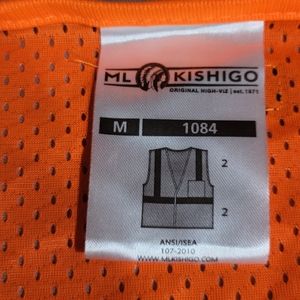 ML KISHIGO
ORIGINAL HIGH-VIZ | est. 1971
M 1084
2
2
ANSI/ISEA
107-2010
WWW.MLKISHIGO.COM